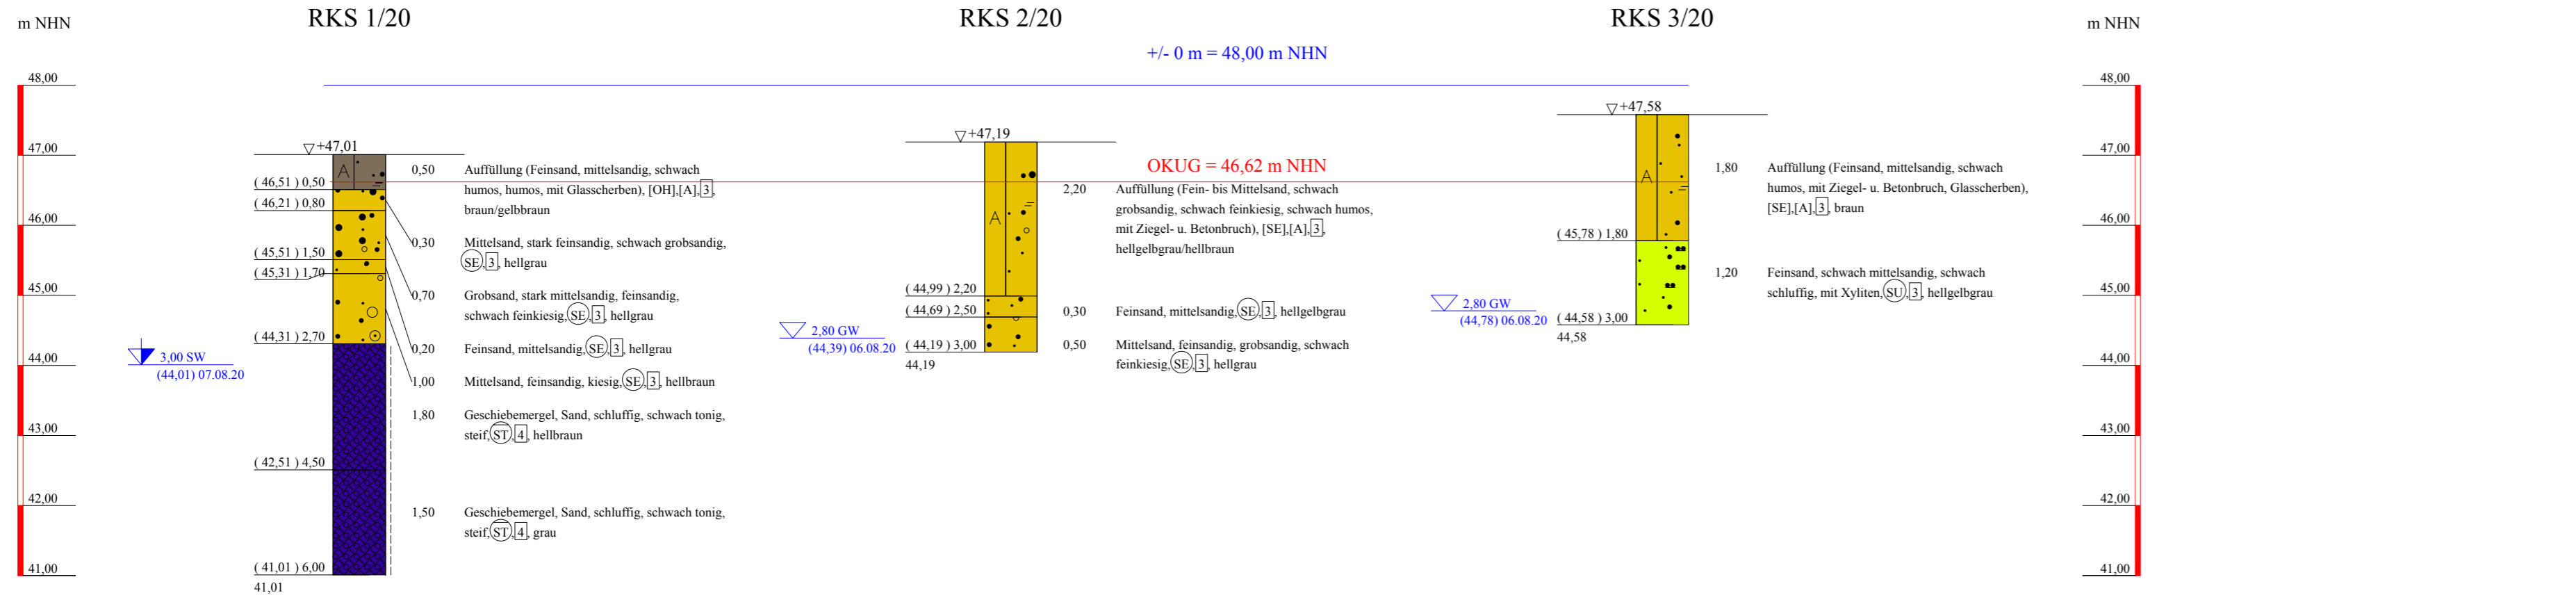 m NHN
RKS 1/20
RKS 2/20
RKS 3/20
m NHN
+/- 0 m = 48,00 m NHN
OKUG = 46,62 m NHN
48,00
47,00
46,00
45,00
44,00
43,00
42,00
41,00
3,00 SW
(44,01) 07.08.20
+47,01
A
( 46,51 ) 0,50
( 46,21 ) 0,80
( 45,51 ) 1,50
( 45,31 ) 1,70
( 44,31 ) 2,70
( 42,51 ) 4,50
( 41,01 ) 6,00
41,01
0,50 Auffüllung (Feinsand, mittelsandig, schwach
humos, humos, mit Glasscherben), [OH],[A], 3 ,
braun/gelbbraun
0,30 Mittelsand, stark feinsandig, schwach grobsandig,
SE, 3 , hellgrau
0,70 Grobsand, stark mittelsandig, feinsandig,
schwach feinkiesig, SE, 3 , hellgrau
0,20 Feinsand, mittelsandig, SE, 3 , hellgrau
1,00 Mittelsand, feinsandig, kiesig, SE, 3 , hellbraun
1,80 Geschiebemergel, Sand, schluffig, schwach tonig,
steif, ST, 4 , hellbraun
1,50 Geschiebemergel, Sand, schluffig, schwach tonig,
steif, ST, 4 , grau
2,80 GW
(44,39) 06.08.20
+47,19
A
( 44,99 ) 2,20
( 44,69 ) 2,50
( 44,19 ) 3,00
44,19
2,20 Auffüllung (Fein- bis Mittelsand, schwach
grobsandig, schwach feinkiesig, schwach humos,
mit Ziegel- u. Betonbruch), [SE],[A], 3 ,
hellgelbgrau/hellbraun
0,30 Feinsand, mittelsandig, SE, 3 , hellgelbgrau
0,50 Mittelsand, feinsandig, grobsandig, schwach
feinkiesig, SE, 3 , hellgrau
2,80 GW
(44,78) 06.08.20
+47,58
A
( 45,78 ) 1,80
( 44,58 ) 3,00
44,58
1,80 Auffüllung (Feinsand, mittelsandig, schwach
humos, mit Ziegel- u. Betonbruch, Glasscherben),
[SE],[A], 3 , braun
1,20 Feinsand, schwach mittelsandig, schwach
schluffig, mit Xyliten, SU, 3 , hellgelbgrau
48,00
47,00
46,00
45,00
44,00
43,00
42,00
41,00